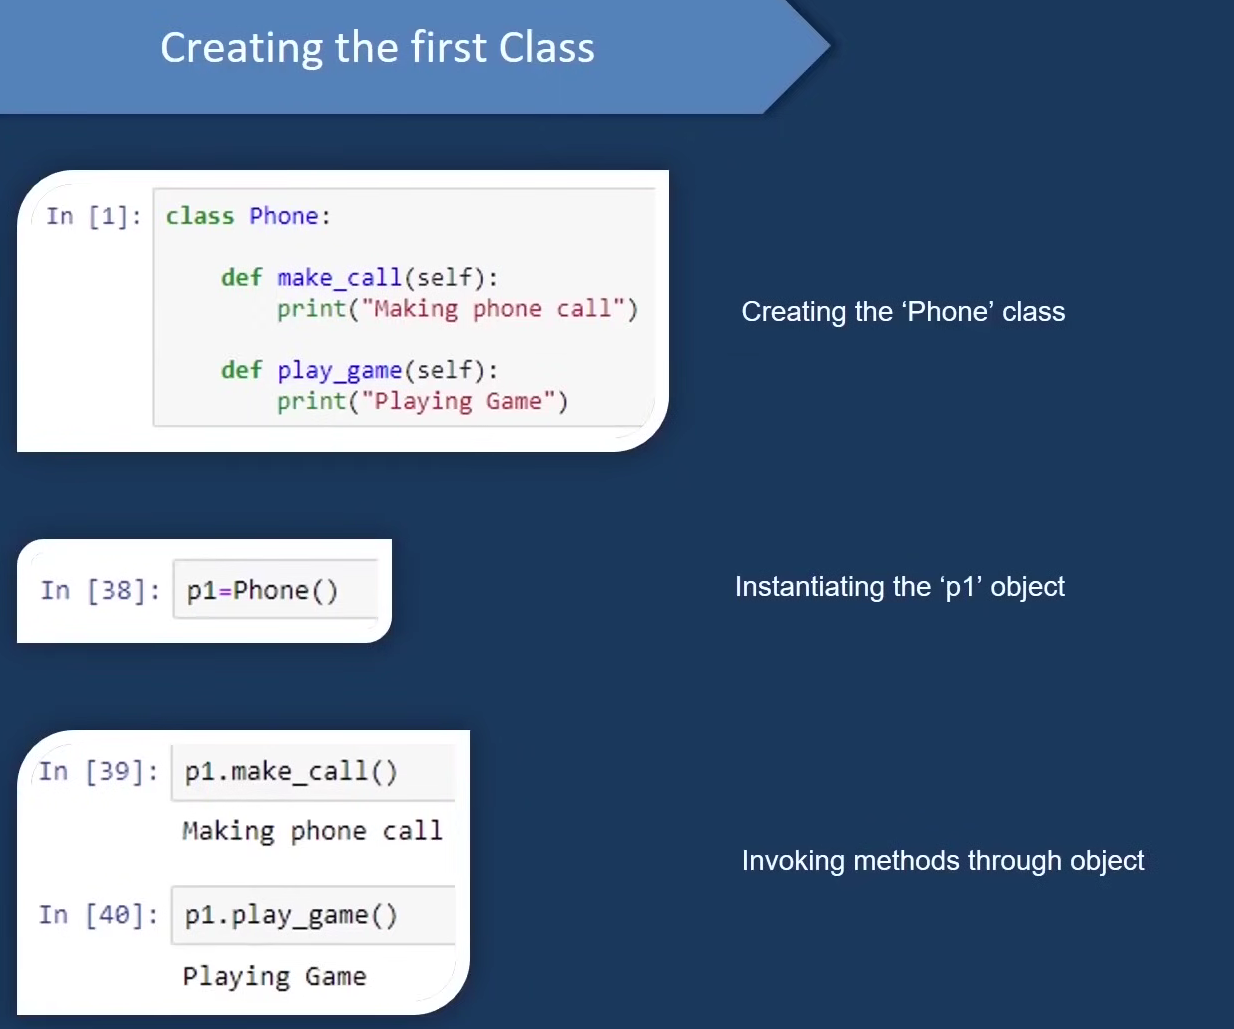 Creating the first Class
In [1]: class Phone:
def make_call(self):
print("Making phone call")
def play_game(self):
print("Playing Game")
Creating the ‘Phone’ class
In [38]: p1=Phone()
Instantiating the ‘p1’ object
In [39]: p1.make_call()
Making phone call
In [40]: p1.play_game()
Playing Game
Invoking methods through object